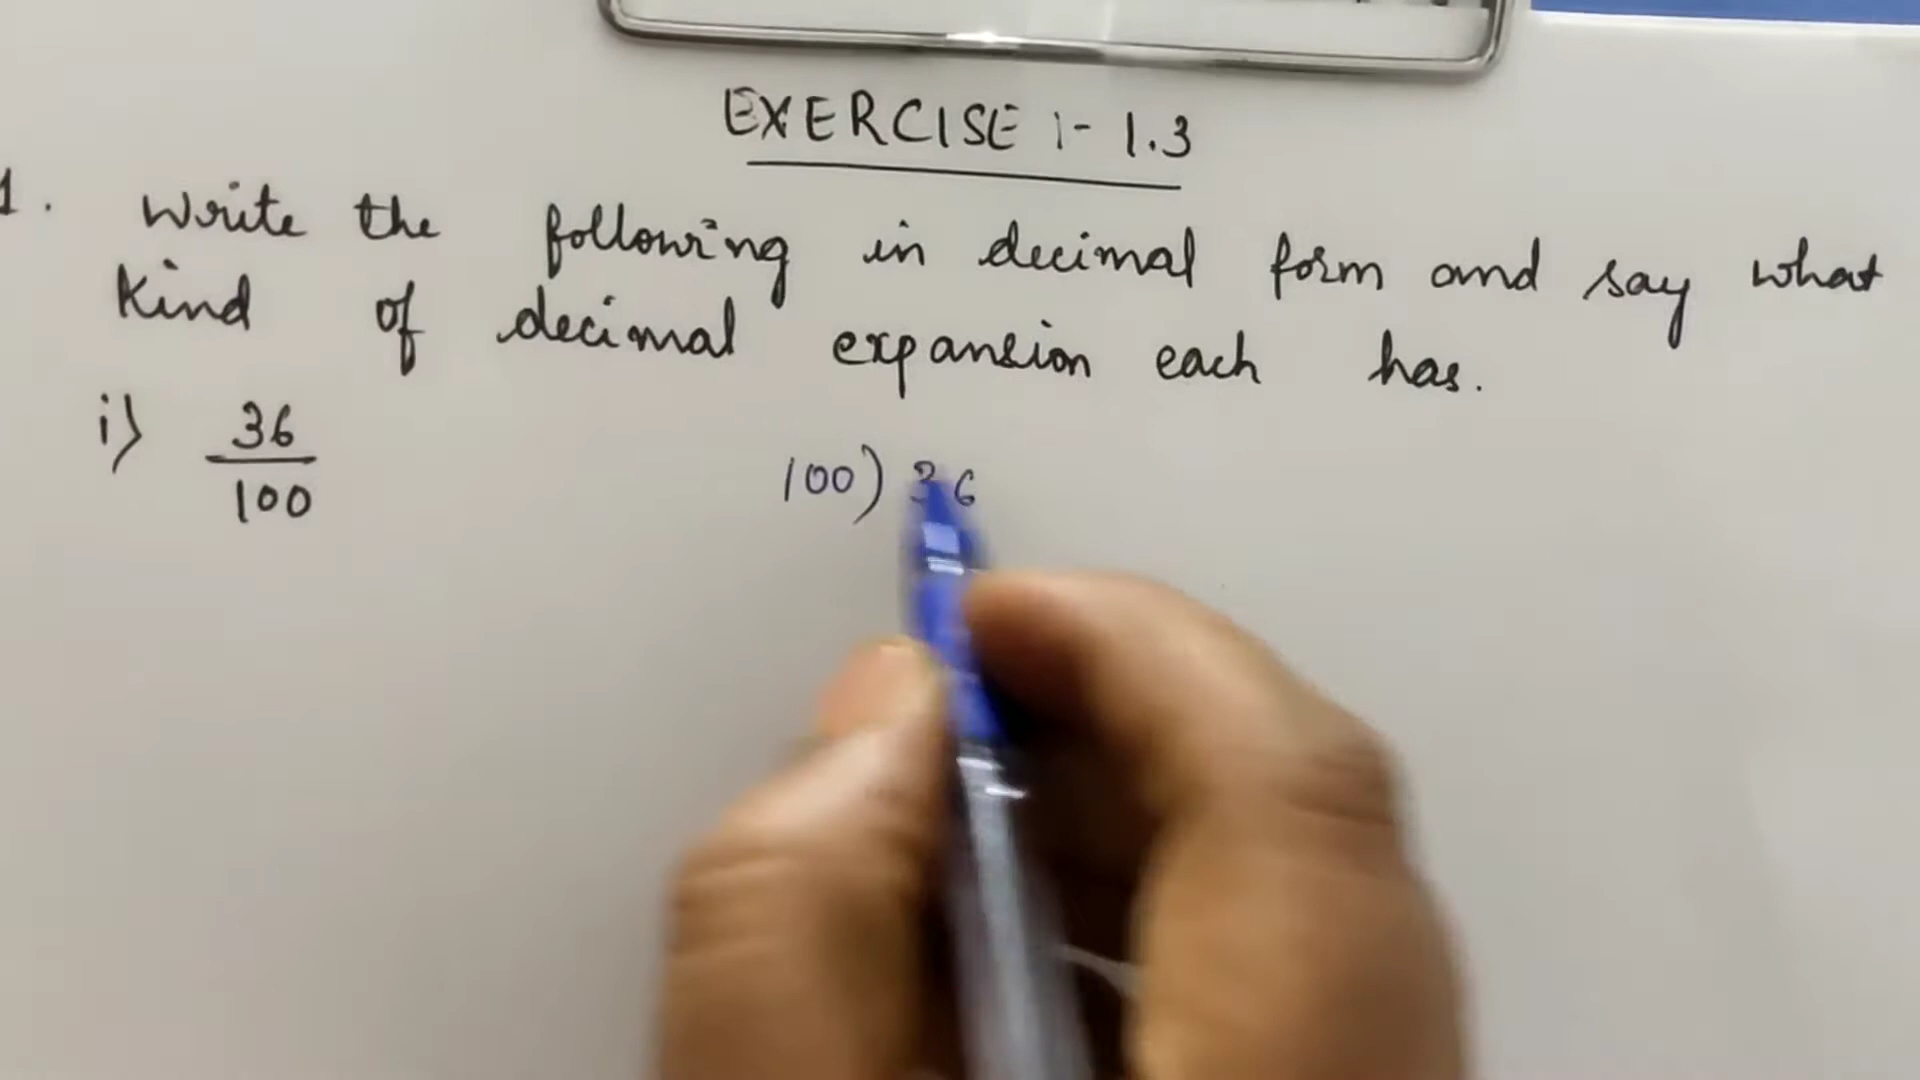 EXERCISE :- 1.3
1. Write the following in decimal form and say what
kind of decimal expansion each has.
i) 36/100
100) 36